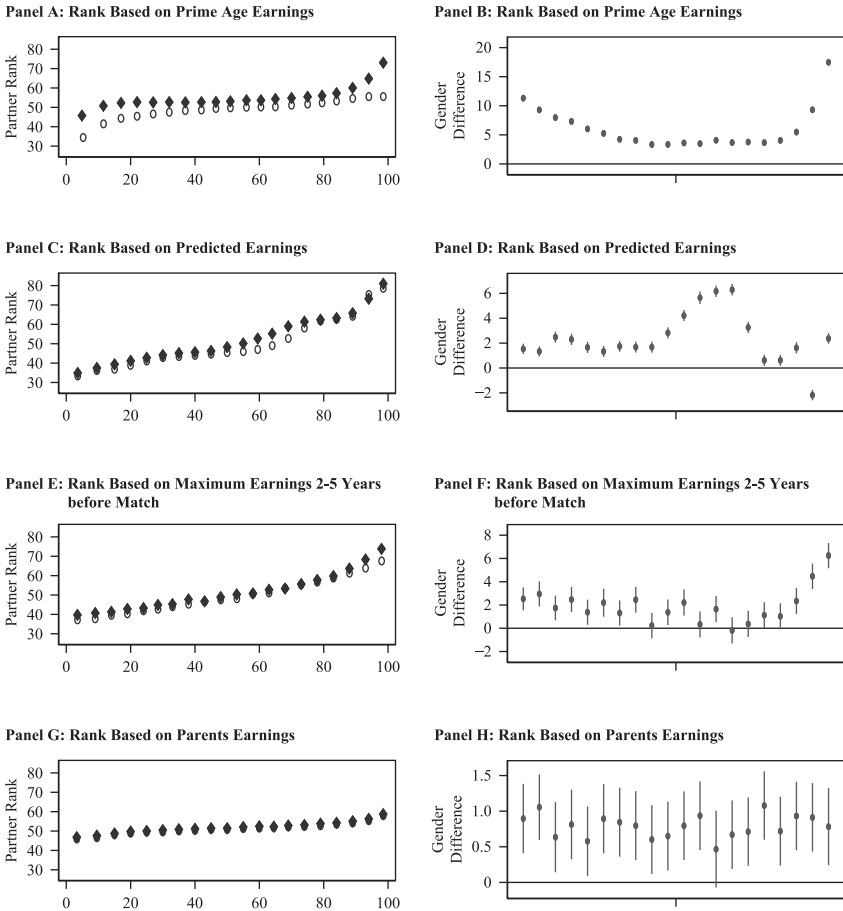 Panel A: Rank Based on Prime Age Earnings
Partner Rank
80
70
60
50
40
30
0 20 40 60 80 100
Panel B: Rank Based on Prime Age Earnings
Gender
Difference
20
15
10
5
0
Panel C: Rank Based on Predicted Earnings
Partner Rank
80
70
60
50
40
30
0 20 40 60 80 100
Panel D: Rank Based on Predicted Earnings
Gender
Difference
6
4
2
0
−2
Panel E: Rank Based on Maximum Earnings 2-5 Years
before Match
Partner Rank
80
70
60
50
40
30
0 20 40 60 80 100
Panel F: Rank Based on Maximum Earnings 2-5 Years
before Match
Gender
Difference
8
6
4
2
0
−2
Panel G: Rank Based on Parents Earnings
Partner Rank
80
70
60
50
40
30
0 20 40 60 80 100
Panel H: Rank Based on Parents Earnings
Gender
Difference
1.5
1.0
0.5
0